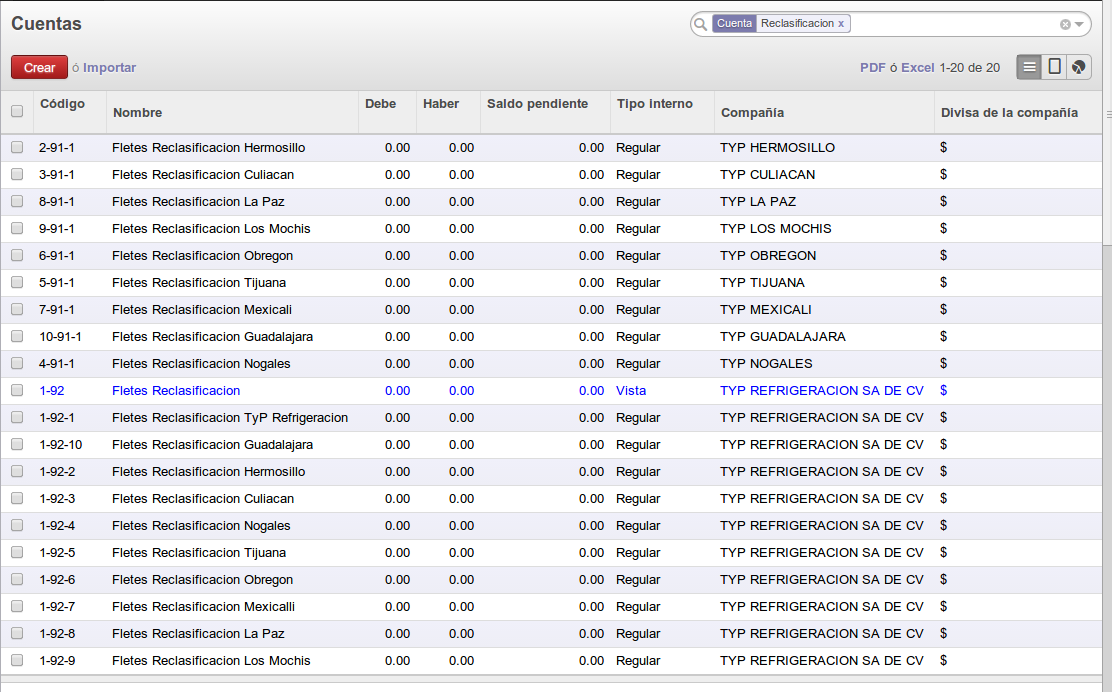 Cuentas
Cuenta Reclasificacion x
Crear ó Importar
PDF ó Excel 1-20 de 20
Código Nombre Debe Haber Saldo pendiente Tipo interno Compañía Divisa de la compañía
2-91-1 Fletes Reclasificacion Hermosillo 0.00 0.00 0.00 Regular TYP HERMOSILLO $
3-91-1 Fletes Reclasificacion Culiacan 0.00 0.00 0.00 Regular TYP CULIACAN $
8-91-1 Fletes Reclasificacion La Paz 0.00 0.00 0.00 Regular TYP LA PAZ $
9-91-1 Fletes Reclasificacion Los Mochis 0.00 0.00 0.00 Regular TYP LOS MOCHIS $
6-91-1 Fletes Reclasificacion Obregon 0.00 0.00 0.00 Regular TYP OBREGON $
5-91-1 Fletes Reclasificacion Tijuana 0.00 0.00 0.00 Regular TYP TIJUANA $
7-91-1 Fletes Reclasificacion Mexicali 0.00 0.00 0.00 Regular TYP MEXICALI $
10-91-1 Fletes Reclasificacion Guadalajara 0.00 0.00 0.00 Regular TYP GUADALAJARA $
4-91-1 Fletes Reclasificacion Nogales 0.00 0.00 0.00 Regular TYP NOGALES $
1-92 Fletes Reclasificacion 0.00 0.00 0.00 Vista TYP REFRIGERACION SA DE CV $
1-92-1 Fletes Reclasificacion TyP Refrigeracion 0.00 0.00 0.00 Regular TYP REFRIGERACION SA DE CV $
1-92-10 Fletes Reclasificacion Guadalajara 0.00 0.00 0.00 Regular TYP REFRIGERACION SA DE CV $
1-92-2 Fletes Reclasificacion Hermosillo 0.00 0.00 0.00 Regular TYP REFRIGERACION SA DE CV $
1-92-3 Fletes Reclasificacion Culiacan 0.00 0.00 0.00 Regular TYP REFRIGERACION SA DE CV $
1-92-4 Fletes Reclasificacion Nogales 0.00 0.00 0.00 Regular TYP REFRIGERACION SA DE CV $
1-92-5 Fletes Reclasificacion Tijuana 0.00 0.00 0.00 Regular TYP REFRIGERACION SA DE CV $
1-92-6 Fletes Reclasificacion Obregon 0.00 0.00 0.00 Regular TYP REFRIGERACION SA DE CV $
1-92-7 Fletes Reclasificacion Mexicalli 0.00 0.00 0.00 Regular TYP REFRIGERACION SA DE CV $
1-92-8 Fletes Reclasificacion La Paz 0.00 0.00 0.00 Regular TYP REFRIGERACION SA DE CV $
1-92-9 Fletes Reclasificacion Los Mochis 0.00 0.00 0.00 Regular TYP REFRIGERACION SA DE CV $